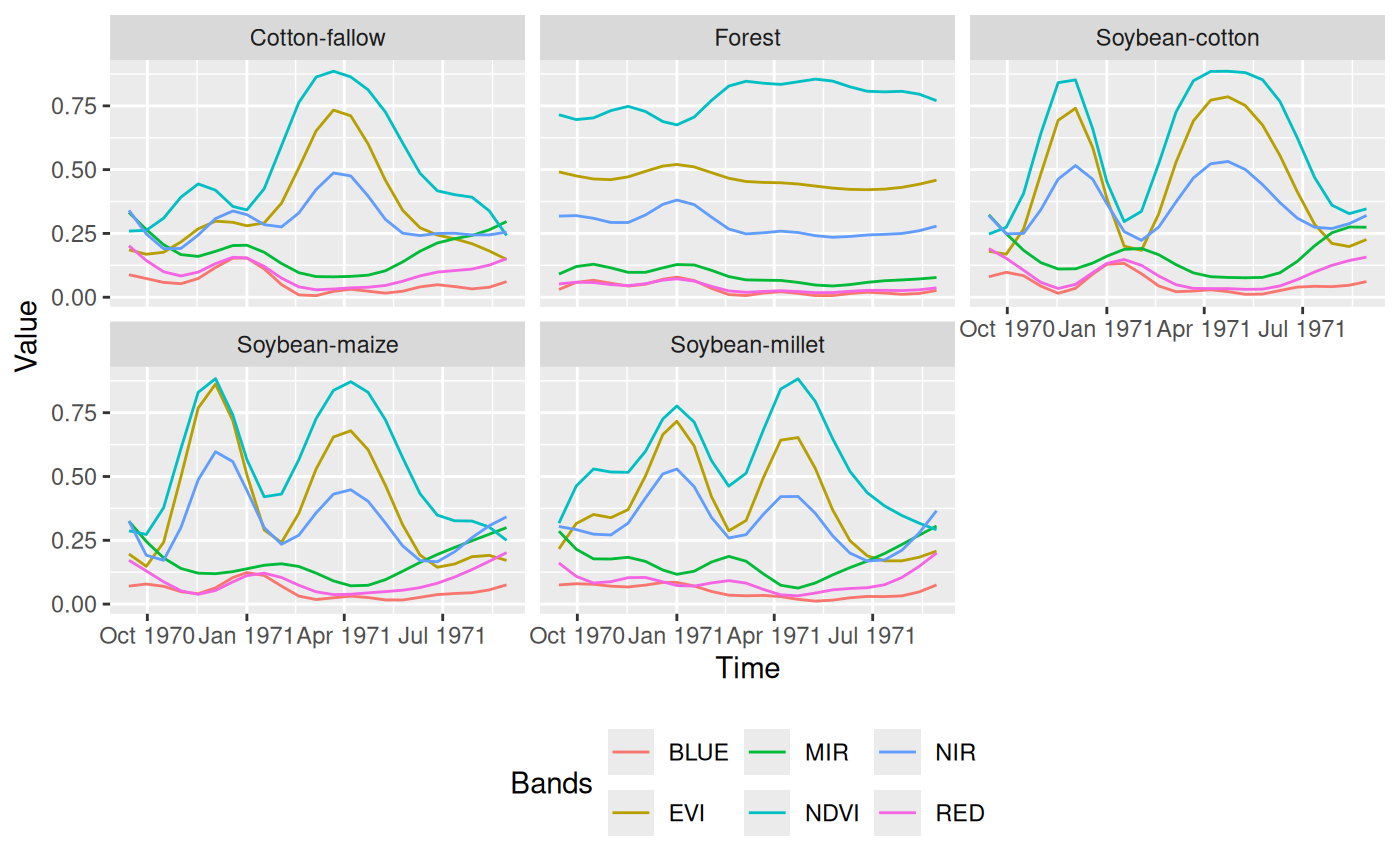 Cotton-fallow Forest Soybean-cotton
0.75
0.50
0.25
0.00
Oct 1970 Jan 1971 Apr 1971 Jul 1971
Soybean-maize Soybean-millet
0.75
0.50
0.25
0.00
Oct 1970 Jan 1971 Apr 1971 Jul 1971 Oct 1970 Jan 1971 Apr 1971 Jul 1971
Value
Time
Bands
BLUE MIR NIR
EVI NDVI RED